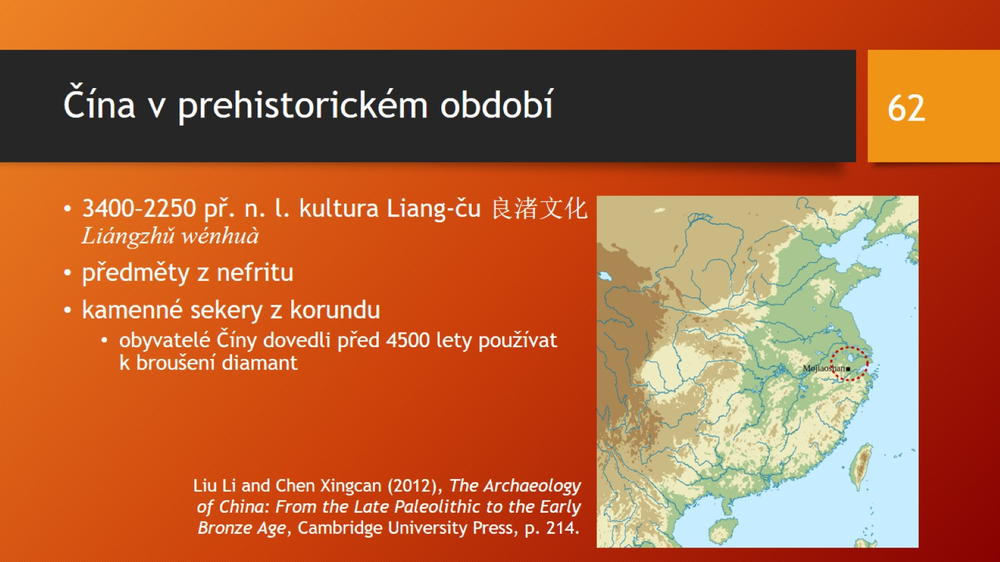 Čína v prehistorickém období
62
• 3400–2250 př. n. l. kultura Liang-ču 良渚文化
Liángzhǔ wénhuà
• předměty z nefritu
• kamenné sekery z korundu
• obyvatelé Číny dovedli před 4500 lety používat
k broušení diamant
Mojiaoshan
Liu Li and Chen Xingcan (2012), The Archaeology
of China: From the Late Paleolithic to the Early
Bronze Age, Cambridge University Press, p. 214.